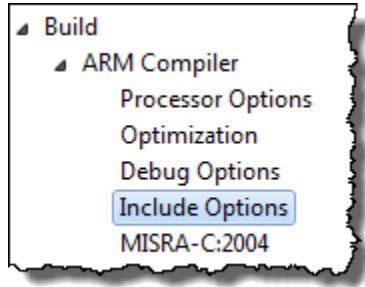 Build
ARM Compiler
Processor Options
Optimization
Debug Options
Include Options
MISRA-C:2004